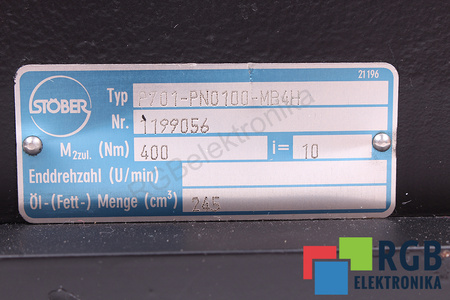 21196
STÖBER
Typ P701-PN0100-MB4H
Nr. 1199056
M2zul. (Nm) 400 i= 10
Enddrehzahl (U/min)
Öl-(Fett-) Menge (cm³) 245
RGBelektronika
RGB
ELEKTRONIKA